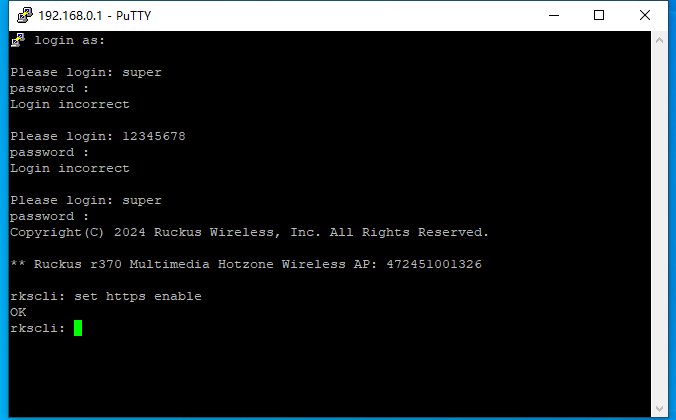 192.168.0.1 - PuTTY
login as:
Please login: super
password :
Login incorrect
Please login: 12345678
password :
Login incorrect
Please login: super
password :
Copyright(C) 2024 Ruckus Wireless, Inc. All Rights Reserved.
** Ruckus r370 Multimedia Hotzone Wireless AP: 472451001326
rkscli: set https enable
OK
rkscli: